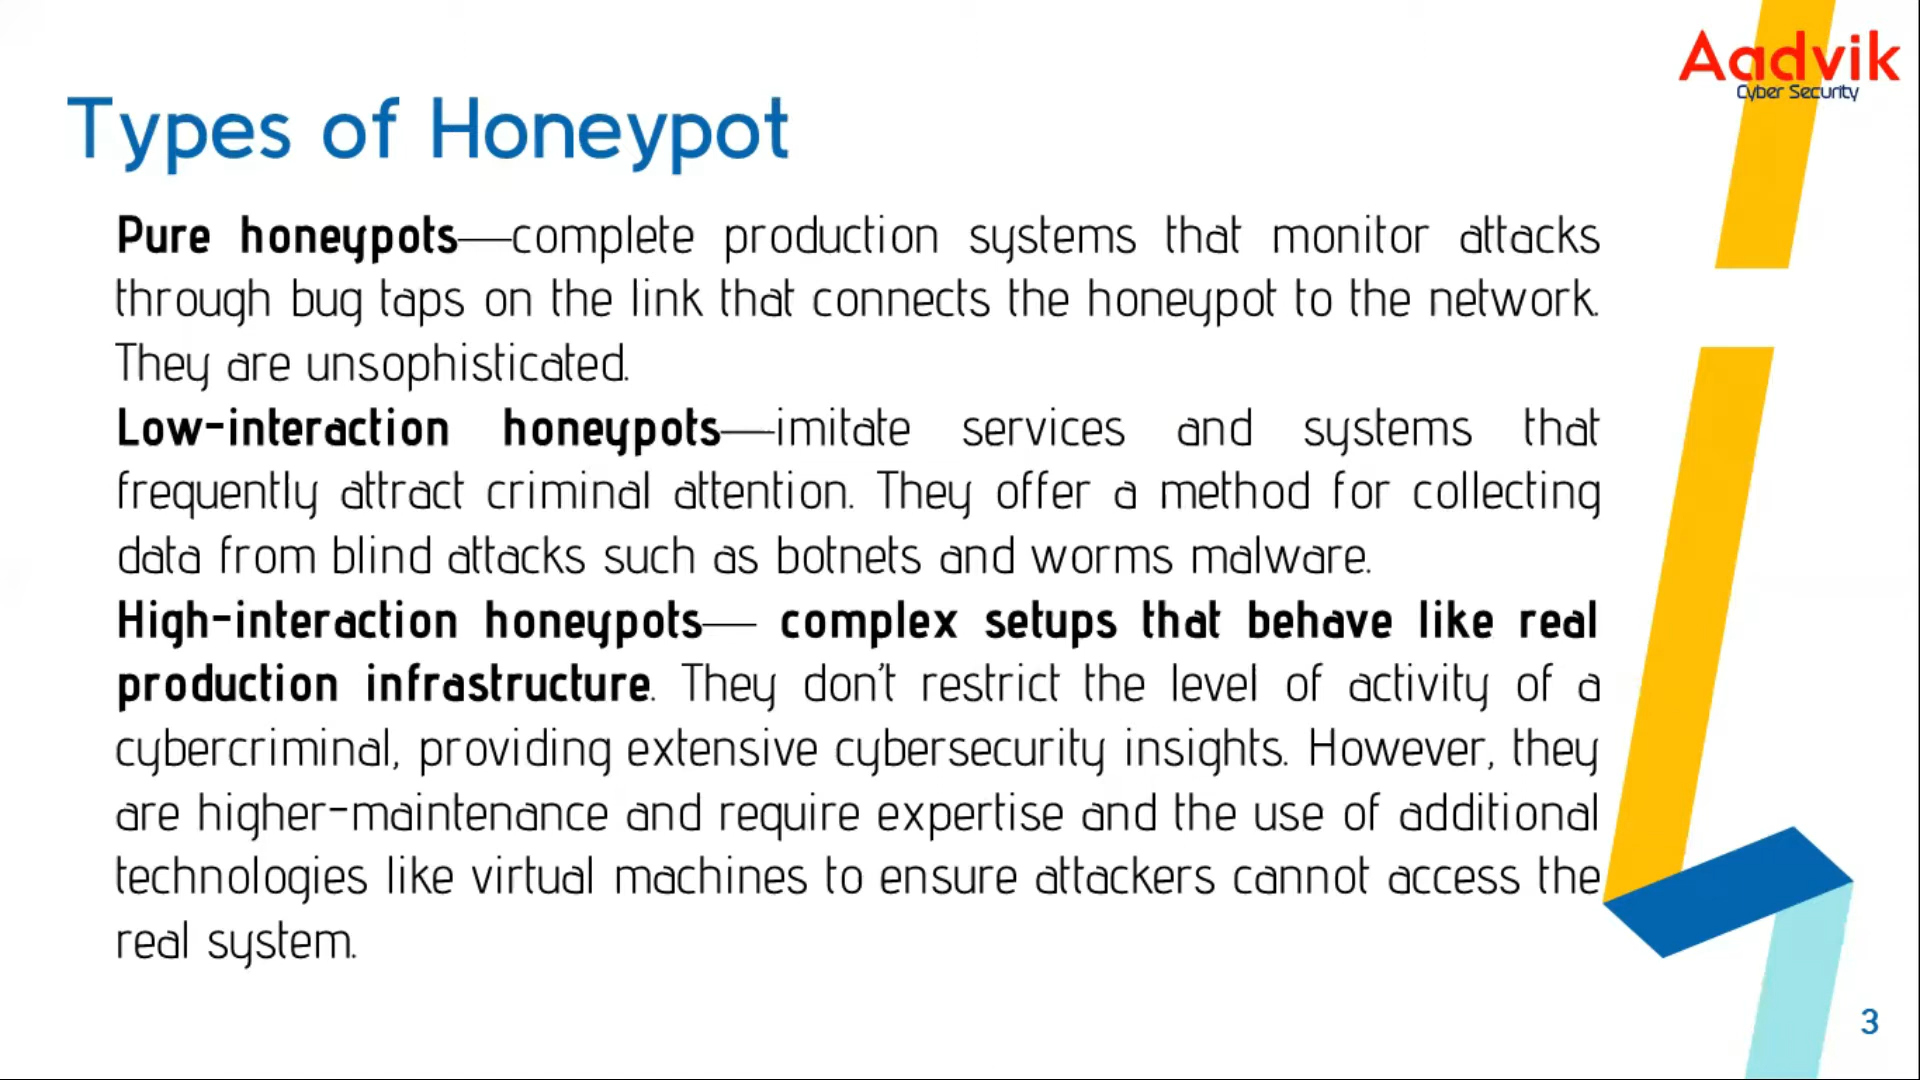 Aadvik
Cyber Security
Types of Honeypot
Pure honeypots—complete production systems that monitor attacks
through bug taps on the link that connects the honeypot to the network.
They are unsophisticated.
Low-interaction honeypots—imitate services and systems that
frequently attract criminal attention. They offer a method for collecting
data from blind attacks such as botnets and worms malware.
High-interaction honeypots— complex setups that behave like real
production infrastructure. They don't restrict the level of activity of a
cybercriminal, providing extensive cybersecurity insights. However, they
are higher-maintenance and require expertise and the use of additional
technologies like virtual machines to ensure attackers cannot access the
real system.
3